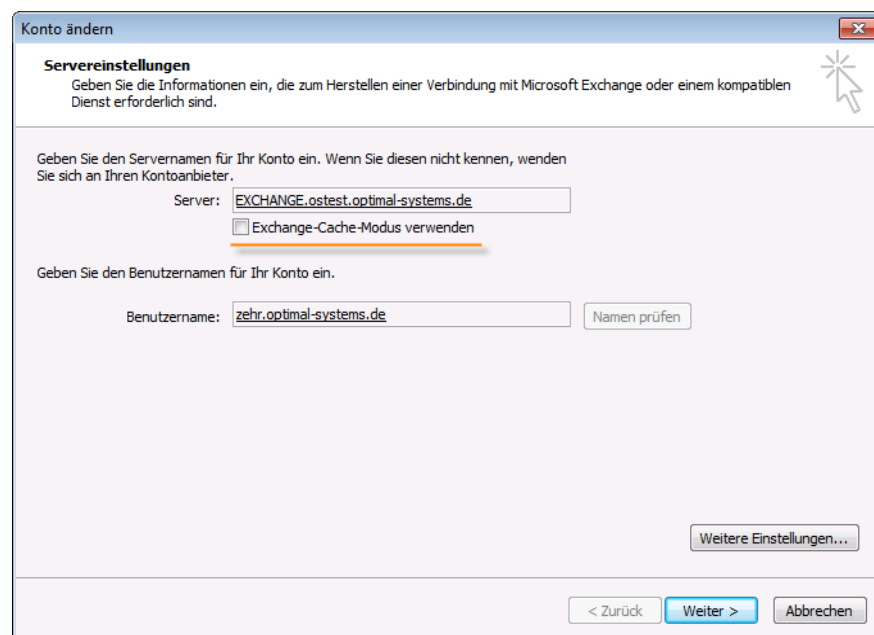 Konto ändern
Servereinstellungen
Geben Sie die Informationen ein, die zum Herstellen einer Verbindung mit Microsoft Exchange oder einem kompatiblen
Dienst erforderlich sind.
Geben Sie den Servernamen für Ihr Konto ein. Wenn Sie diesen nicht kennen, wenden
Sie sich an Ihren Kontoanbieter.
Server: EXCHANGE.ostest.optimal-systems.de
Exchange-Cache-Modus verwenden
Geben Sie den Benutzernamen für Ihr Konto ein.
Benutzername: zehr.optimal-systems.de Namen prüfen
Weitere Einstellungen...
< Zurück Weiter > Abbrechen